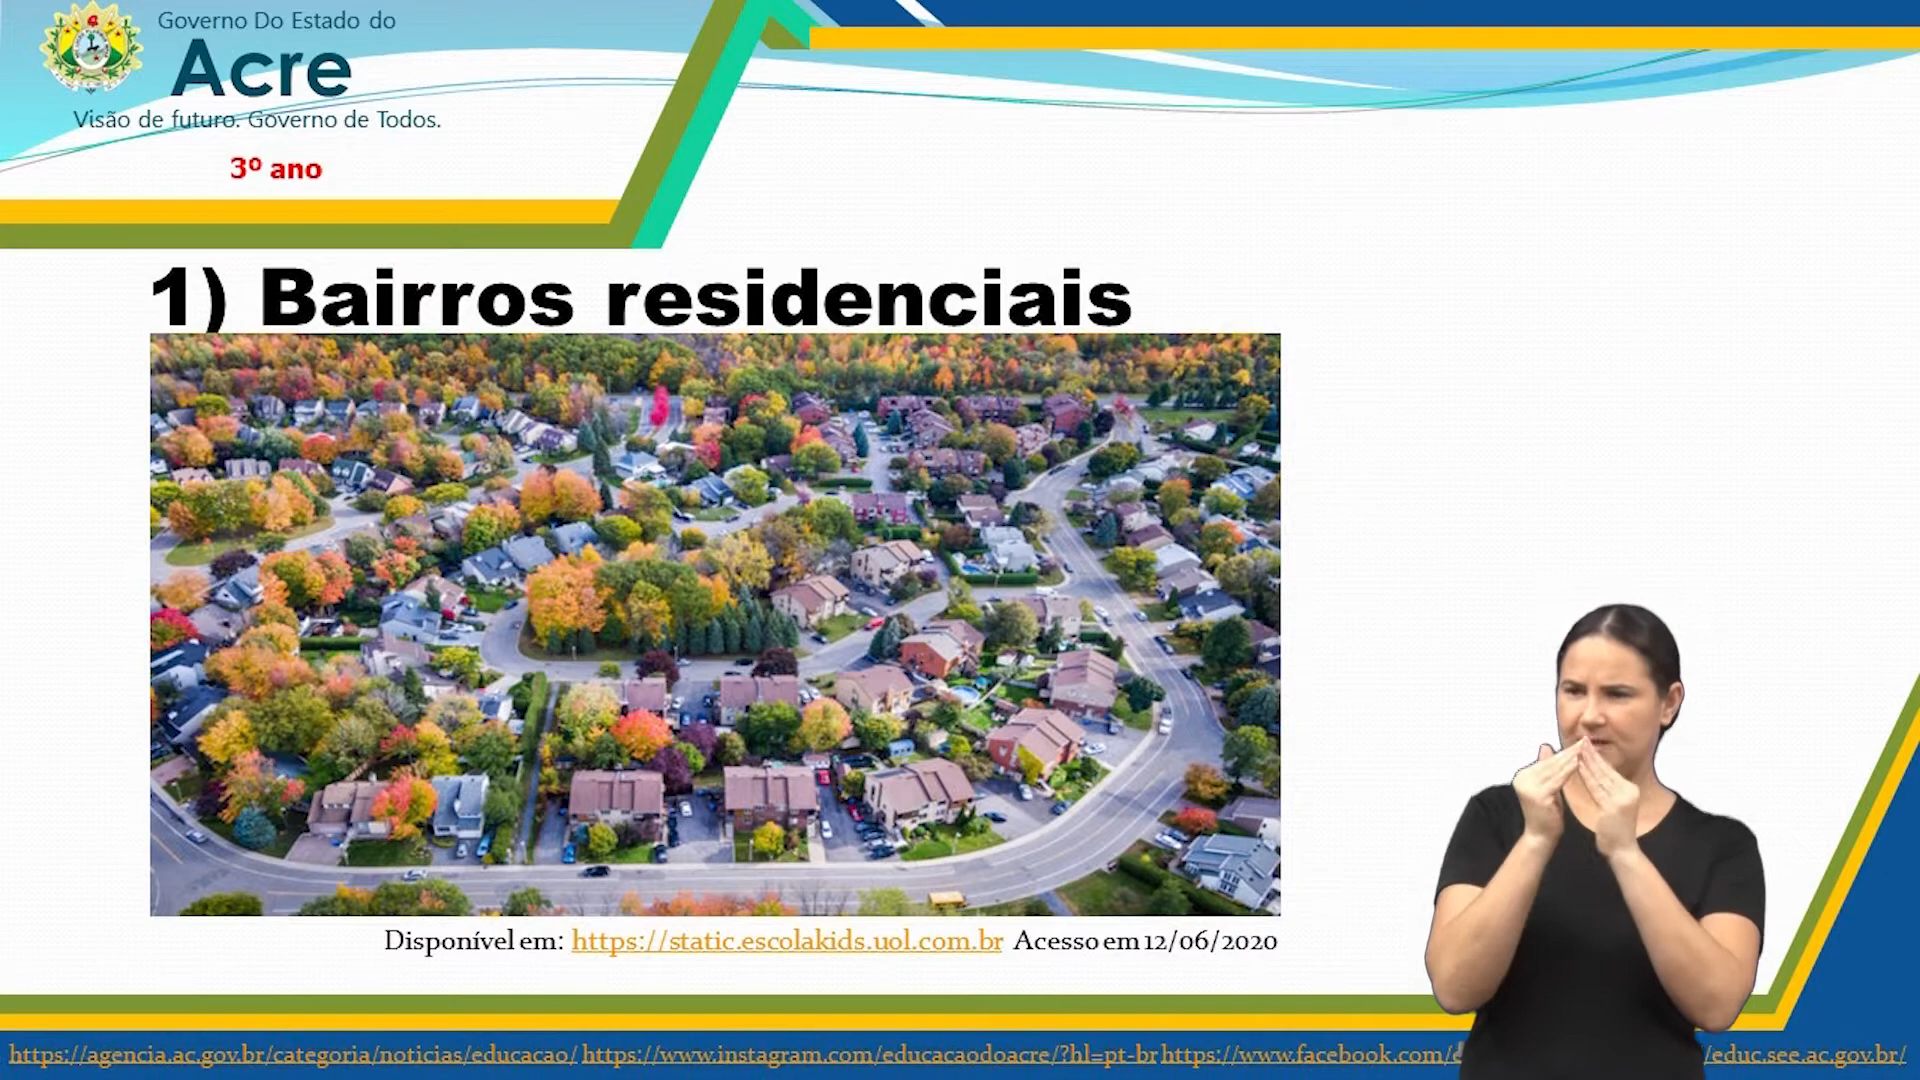 Governo Do Estado do
Acre
Visão de futuro. Governo de Todos.
3º ano
1) Bairros residenciais
Disponível em: https://static.escolakids.uol.com.br Acesso em 12/06/2020
https://agencia.ac.gov.br/categoria/noticias/educacao/ https://www.instagram.com/educacaodoacre/?hl=pt-br https://www.facebook.com/ /educ.see.ac.gov.br/